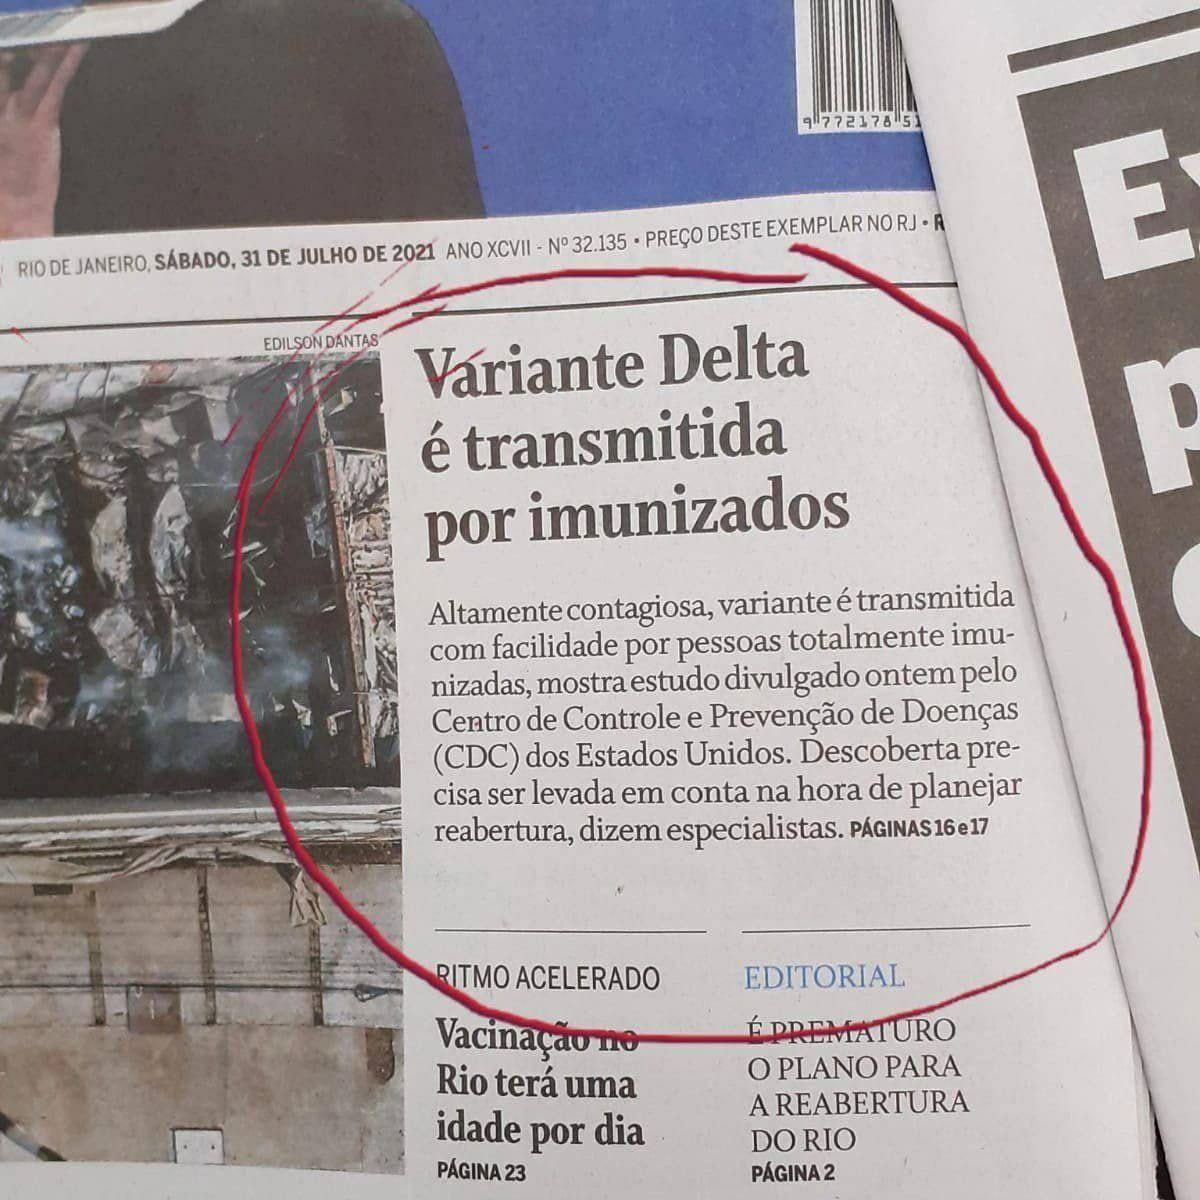 9 772178 51
RIO DE JANEIRO, SÁBADO, 31 DE JULHO DE 2021 ANO XCVII - Nº 32.135 • PREÇO DESTE EXEMPLAR NO RJ •
EDILSON DANTAS
Variante Delta
é transmitida
por imunizados
Altamente contagiosa, variante é transmitida
com facilidade por pessoas totalmente imu-
nizadas, mostra estudo divulgado ontem pelo
Centro de Controle e Prevenção de Doenças
(CDC) dos Estados Unidos. Descoberta pre-
cisa ser levada em conta na hora de planejar
reabertura, dizem especialistas. PÁGINAS 16 e 17
RITMO ACELERADO
Vacinação no
Rio terá uma
idade por dia
PÁGINA 23
EDITORIAL
É PREMATURO
O PLANO PARA
A REABERTURA
DO RIO
PÁGINA 2
E
p